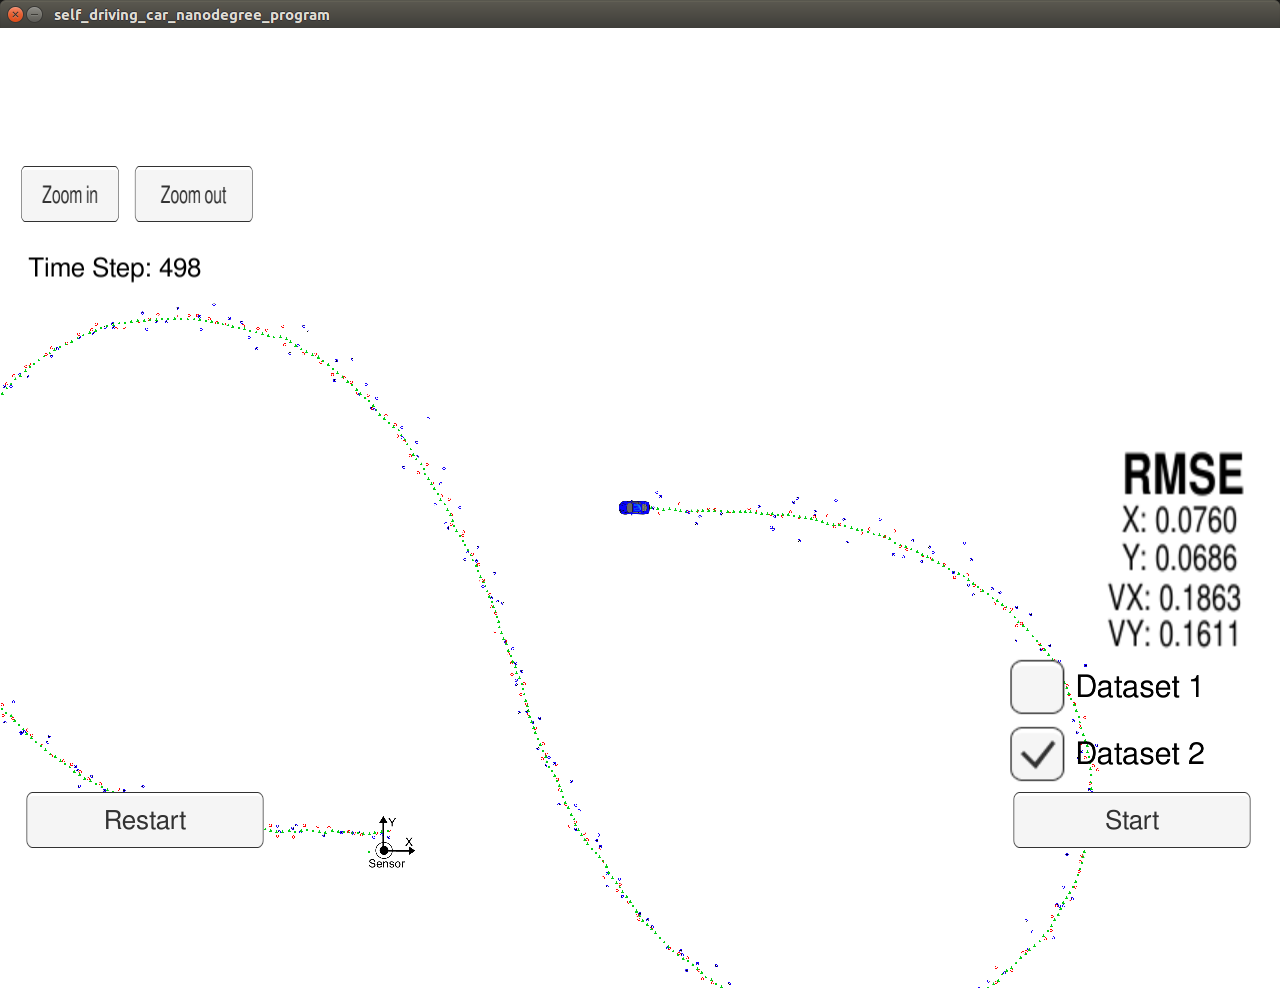 self_driving_car_nanodegree_program
Zoom in
Zoom out
Time Step: 498
RMSE
X: 0.0760
Y: 0.0686
VX: 0.1863
VY: 0.1611
Dataset 1
Dataset 2
Restart
Start
Y
X
Sensor